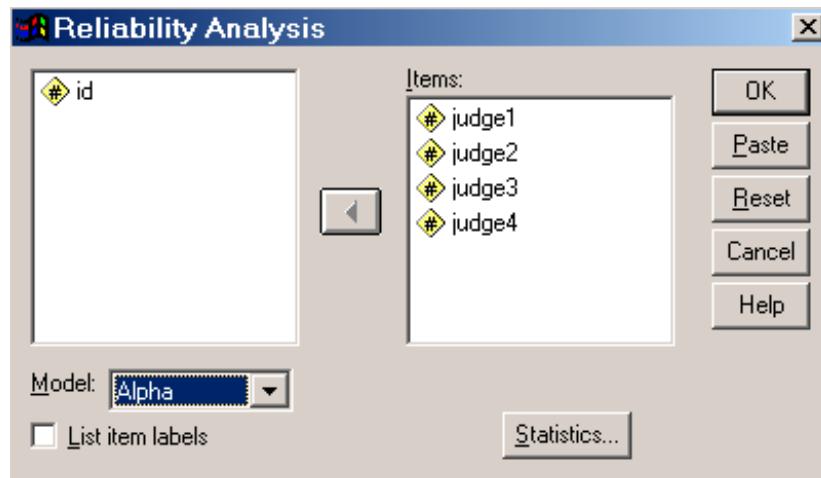 Reliability Analysis
id
Items:
judge1
judge2
judge3
judge4
OK
Paste
Reset
Cancel
Help
Model: Alpha
List item labels
Statistics...